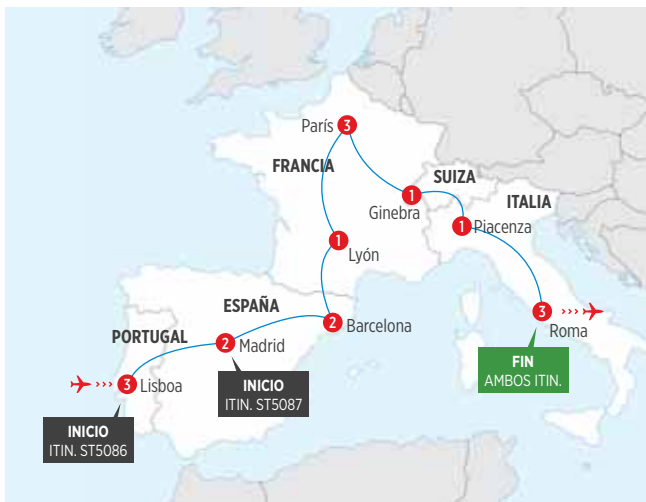 París 3
FRANCIA
SUIZA
1
Ginebra
ITALIA
1 Piacenza
1
Lyón
ESPAÑA
2 Barcelona
3
Roma
PORTUGAL
2 Madrid
3 Lisboa
FIN
AMBOS ITIN.
INICIO
ITIN. ST5087
INICIO
ITIN. ST5086